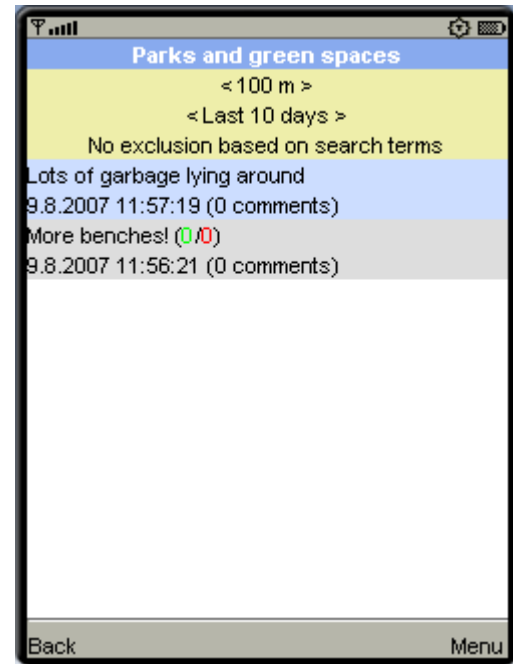 Parks and green spaces
<100 m >
<Last 10 days >
No exclusion based on search terms
Lots of garbage lying around
9.8.2007 11:57:19 (0 comments)
More benches! (0/0)
9.8.2007 11:56:21 (0 comments)
Back Menu